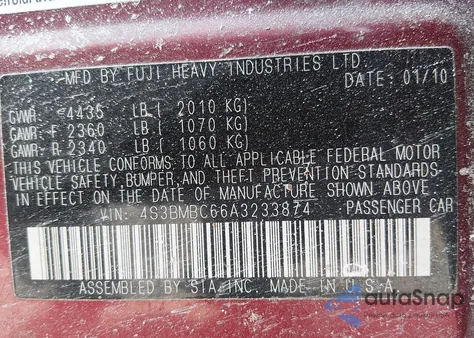 MFD BY FUJI HEAVY INDUSTRIES LTD.
DATE: 01/10
GVWR: 4435 LB ( 2010 KG)
GAWR: F 2360 LB ( 1070 KG)
GAWR: R 2340 LB ( 1060 KG)
THIS VEHICLE CONFORMS TO ALL APPLICABLE FEDERAL MOTOR
VEHICLE SAFETY, BUMPER, AND THEFT PREVENTION STANDARDS
IN EFFECT ON THE DATE OF MANUFACTURE SHOWN ABOVE.
VIN: 4S3BMBC66A3233874 PASSENGER CAR
ASSEMBLED BY SIA, INC. MADE IN U.S.A.
autoSnap